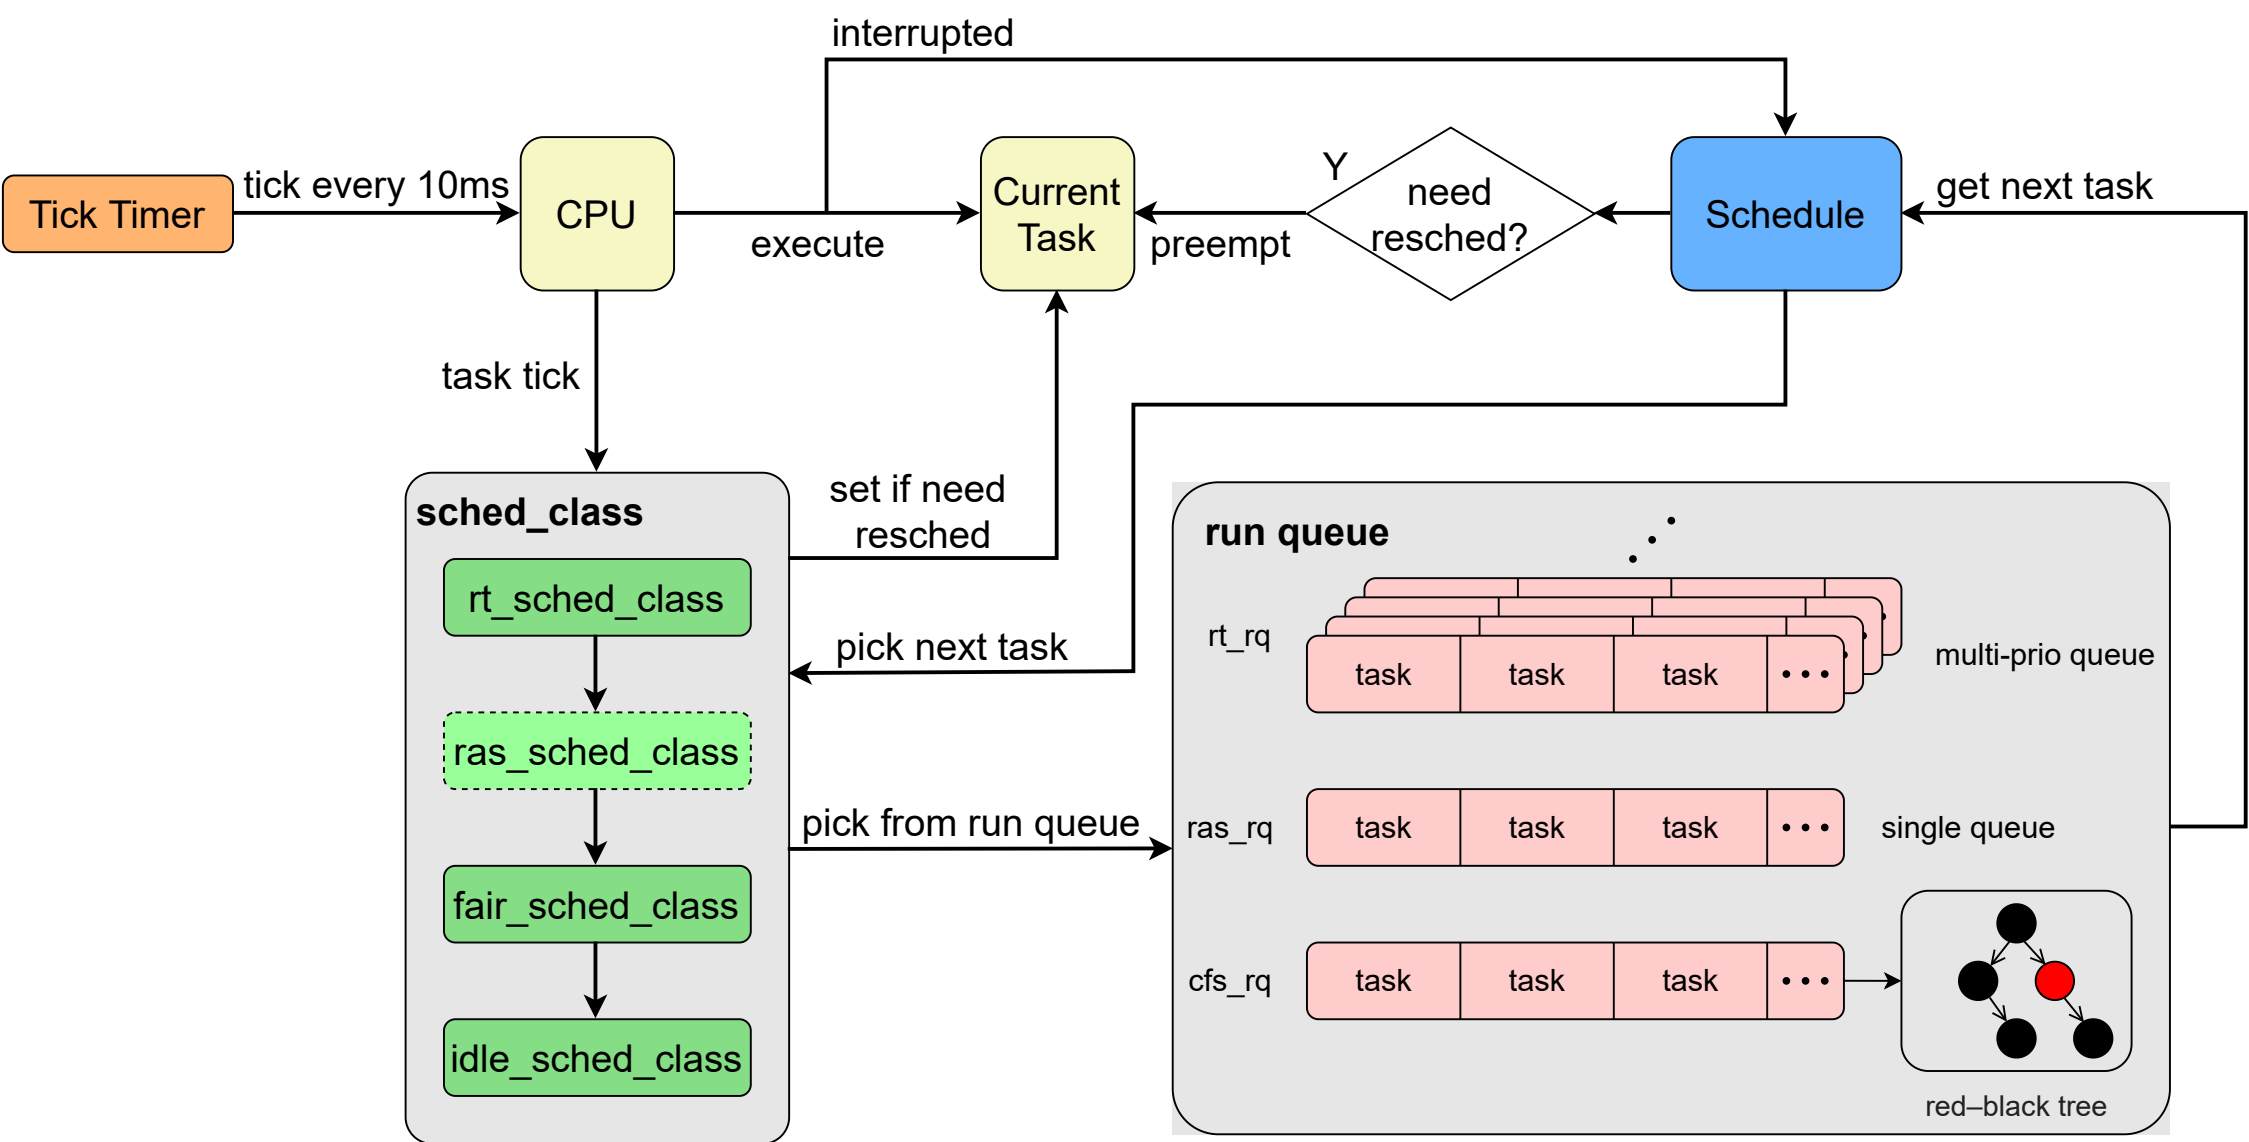 interrupted
Tick Timer
tick every 10ms
CPU
execute
Current
Task
preempt
Y
need
resched?
Schedule
get next task
task tick
sched_class
rt_sched_class
ras_sched_class
fair_sched_class
idle_sched_class
set if need
resched
pick next task
pick from run queue
run queue
rt_rq
task task task
multi-prio queue
ras_rq
task task task
single queue
cfs_rq
task task task
red–black tree